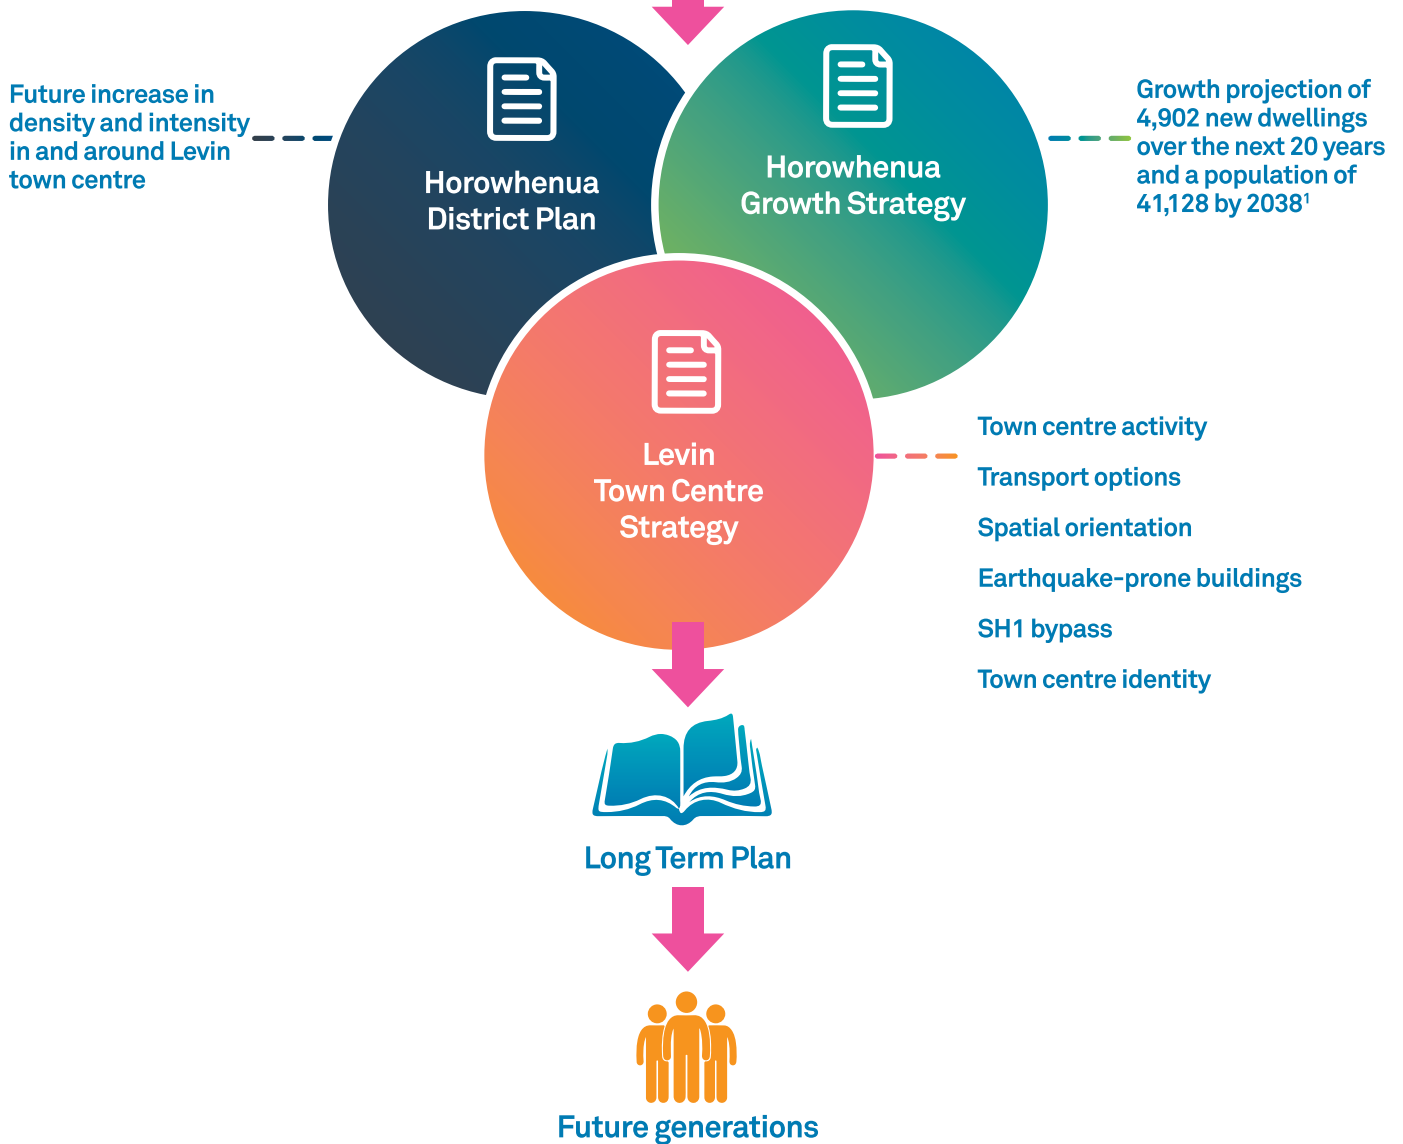 Future increase in
density and intensity
in and around Levin
town centre
Horowhenua
District Plan
Horowhenua
Growth Strategy
Growth projection of
4,902 new dwellings
over the next 20 years
and a population of
41,128 by 2038¹
Levin
Town Centre
Strategy
Town centre activity
Transport options
Spatial orientation
Earthquake-prone buildings
SH1 bypass
Town centre identity
Long Term Plan
Future generations